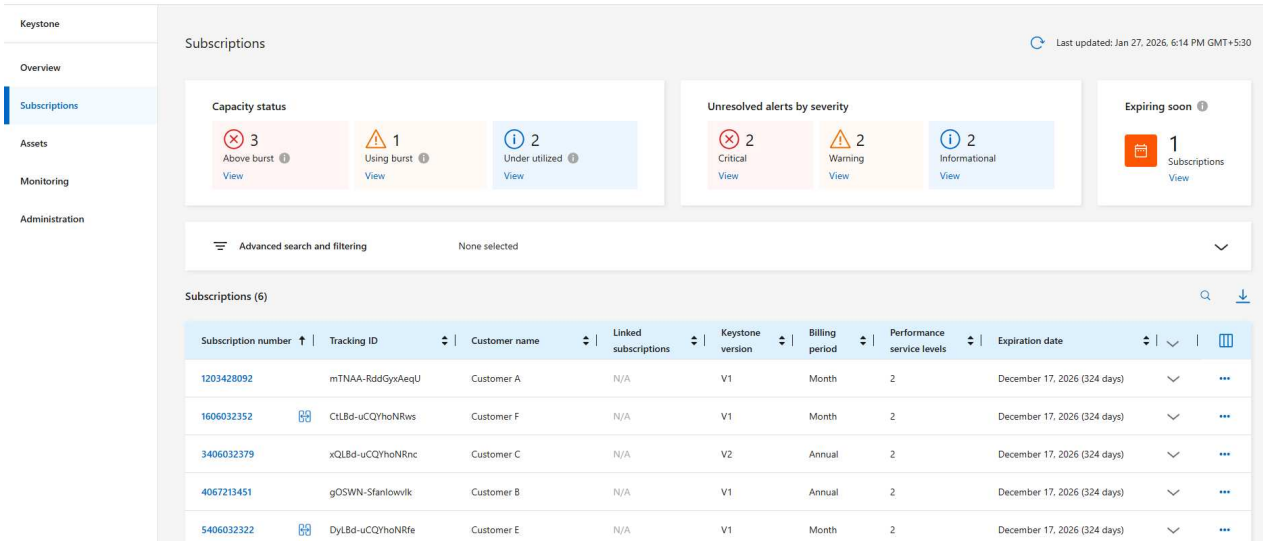 Keystone
Overview
Subscriptions
Assets
Monitoring
Administration
Subscriptions
Last updated: Jan 27, 2026, 6:14 PM GMT+5:30
Capacity status
3
Above burst
View
1
Using burst
View
2
Under utilized
View
Unresolved alerts by severity
2
Critical
View
2
Warning
View
2
Informational
View
Expiring soon
1
Subscriptions
View
Advanced search and filtering None selected
Subscriptions (6)
Subscription number Tracking ID Customer name Linked subscriptions Keystone version Billing period Performance service levels Expiration date
1203428092 mTNAA-RddGyxAeqU Customer A N/A V1 Month 2 December 17, 2026 (324 days)
1606032352 CtLBd-uCQYhoNRws Customer F N/A V1 Month 2 December 17, 2026 (324 days)
3406032379 xQLBd-uCQYhoNRnc Customer C N/A V2 Annual 2 December 17, 2026 (324 days)
4067213451 gOSWN-Sfanlowvlk Customer B N/A V1 Annual 2 December 17, 2026 (324 days)
5406032322 DyLBd-uCQYhoNRfe Customer E N/A V1 Month 2 December 17, 2026 (324 days)